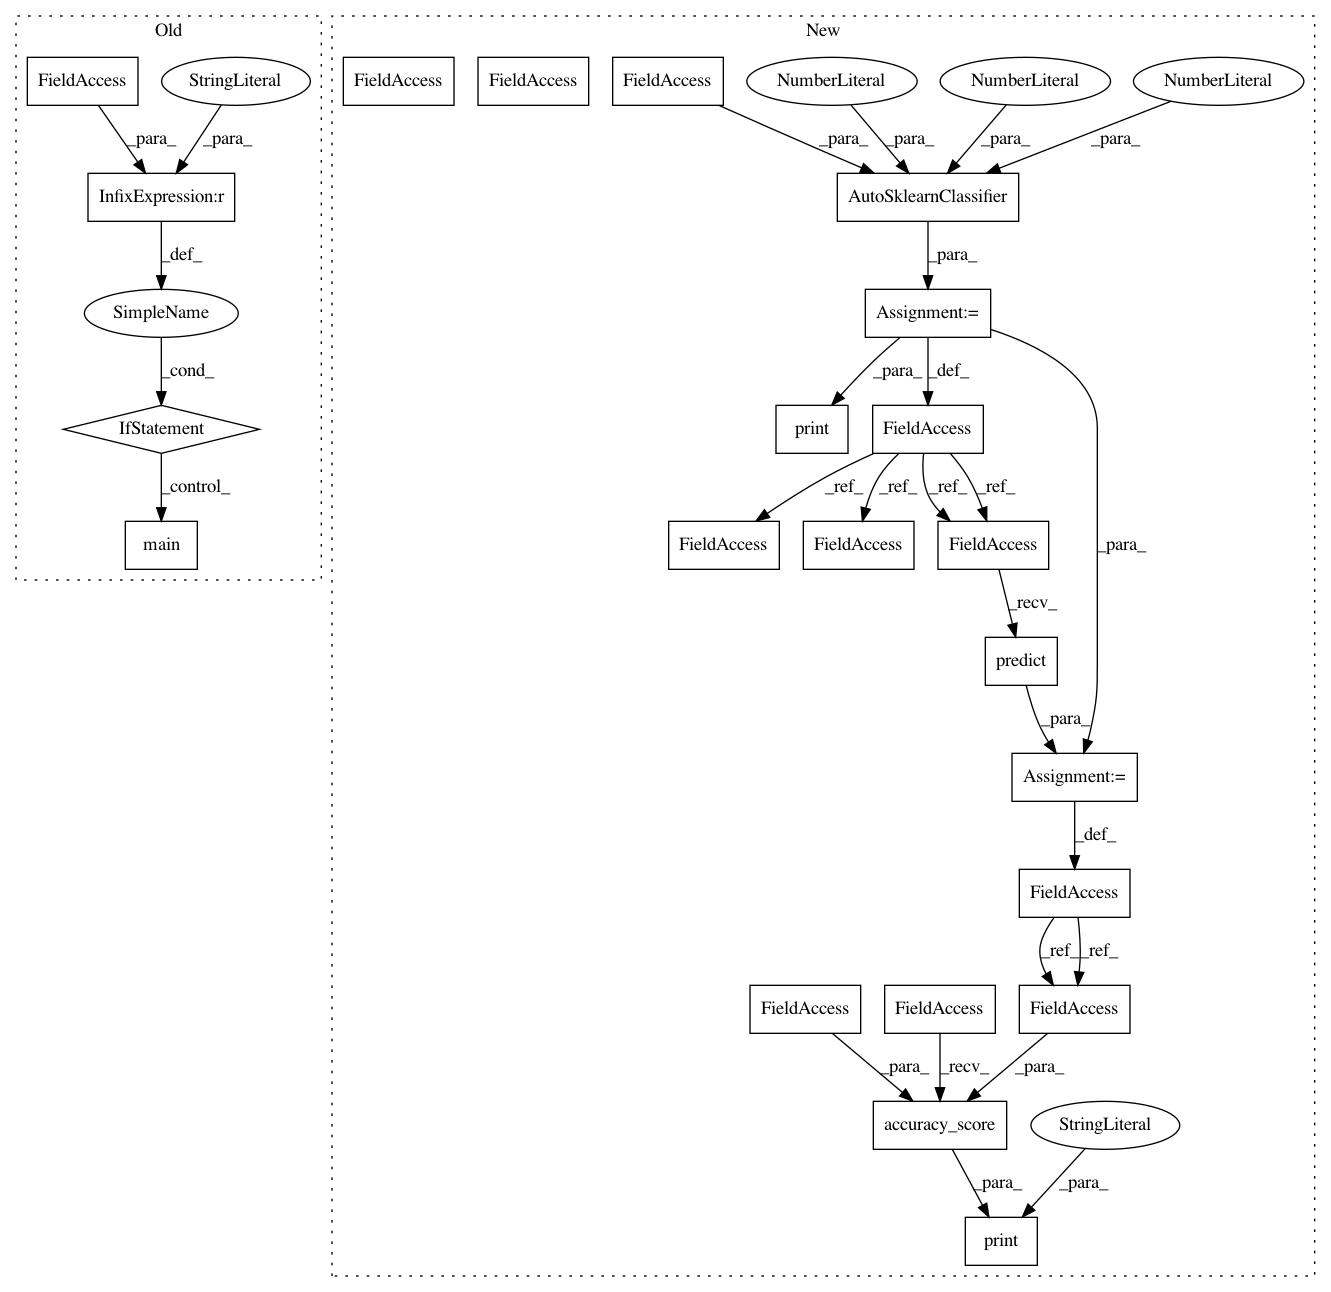 Old
New
FieldAccess
StringLiteral
FieldAccess
FieldAccess
FieldAccess
NumberLiteral
NumberLiteral
NumberLiteral
_para_
_para_
_para_
_para_
_para_
_para_
InfixExpression:r
AutoSklearnClassifier
_def_
_para_
SimpleName
Assignment:=
_cond_
_para_
_def_
IfStatement
print
FieldAccess
_control_
_ref_
_ref_
_ref_
_ref_
main
FieldAccess
FieldAccess
FieldAccess
_para_
_recv_
predict
_para_
Assignment:=
_def_
FieldAccess
_ref_
_ref_
FieldAccess
FieldAccess
FieldAccess
_para_
_recv_
_para_
accuracy_score
StringLiteral
_para_
_para_
print